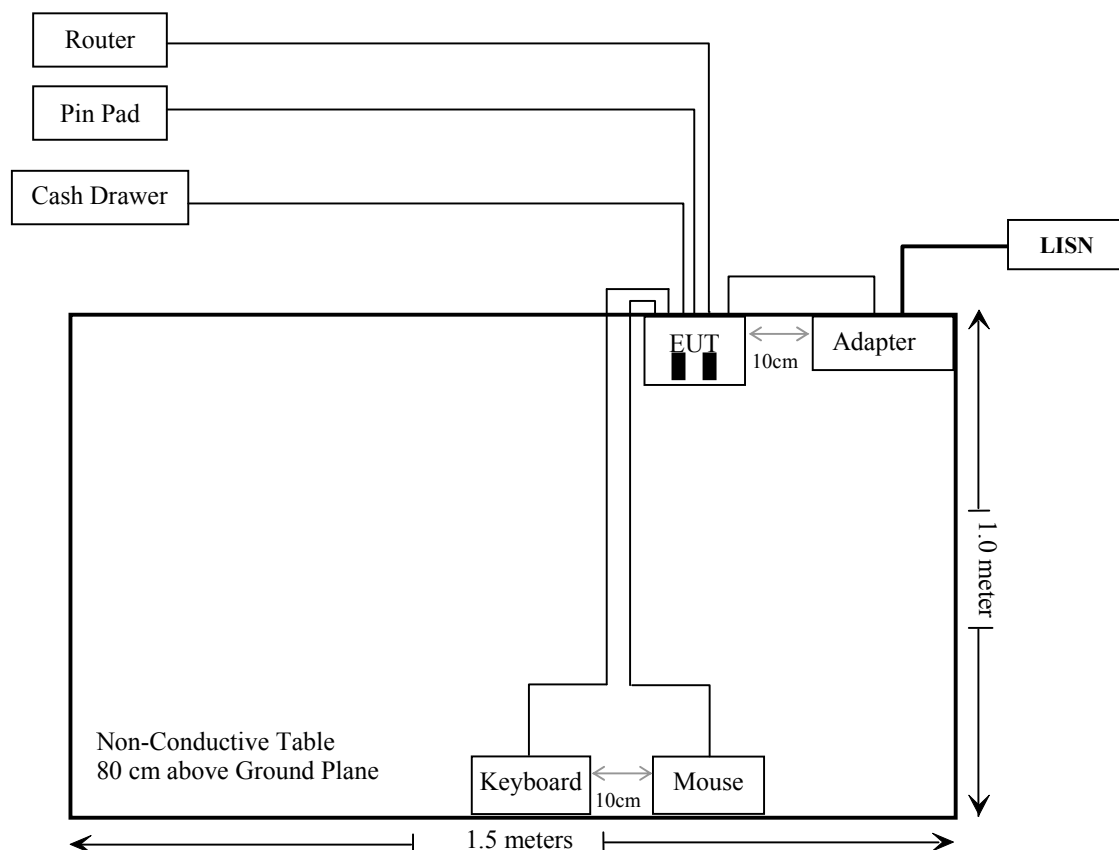 Router
Pin Pad
Cash Drawer
LISN
EUT
10cm
Adapter
1.0 meter
Non-Conductive Table
80 cm above Ground Plane
Keyboard
10cm
Mouse
1.5 meters